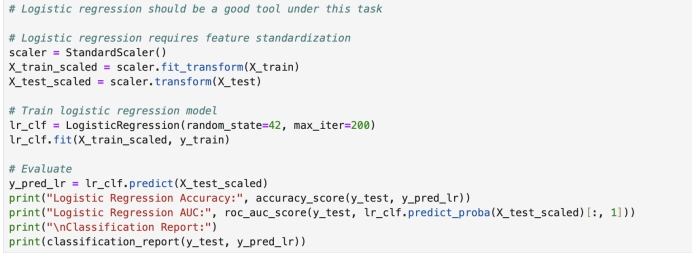 # Logistic regression should be a good tool under this task

# Logistic regression requires feature standardization
scaler = StandardScaler()
X_train_scaled = scaler.fit_transform(X_train)
X_test_scaled = scaler.transform(X_test)

# Train logistic regression model
lr_clf = LogisticRegression(random_state=42, max_iter=200)
lr_clf.fit(X_train_scaled, y_train)

# Evaluate
y_pred_lr = lr_clf.predict(X_test_scaled)
print("Logistic Regression Accuracy:", accuracy_score(y_test, y_pred_lr))
print("Logistic Regression AUC:", roc_auc_score(y_test, lr_clf.predict_proba(X_test_scaled)[:, 1]))
print("\nClassification Report:")
print(classification_report(y_test, y_pred_lr))